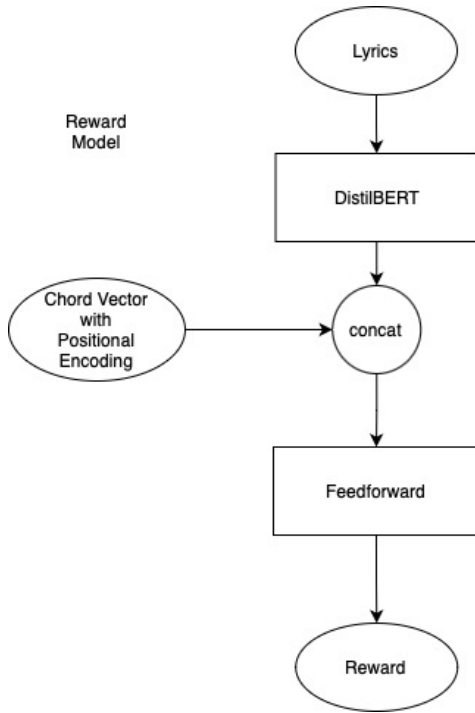 Lyrics
Reward
Model
DistilBERT
Chord Vector
with
Positional
Encoding
concat
Feedforward
Reward